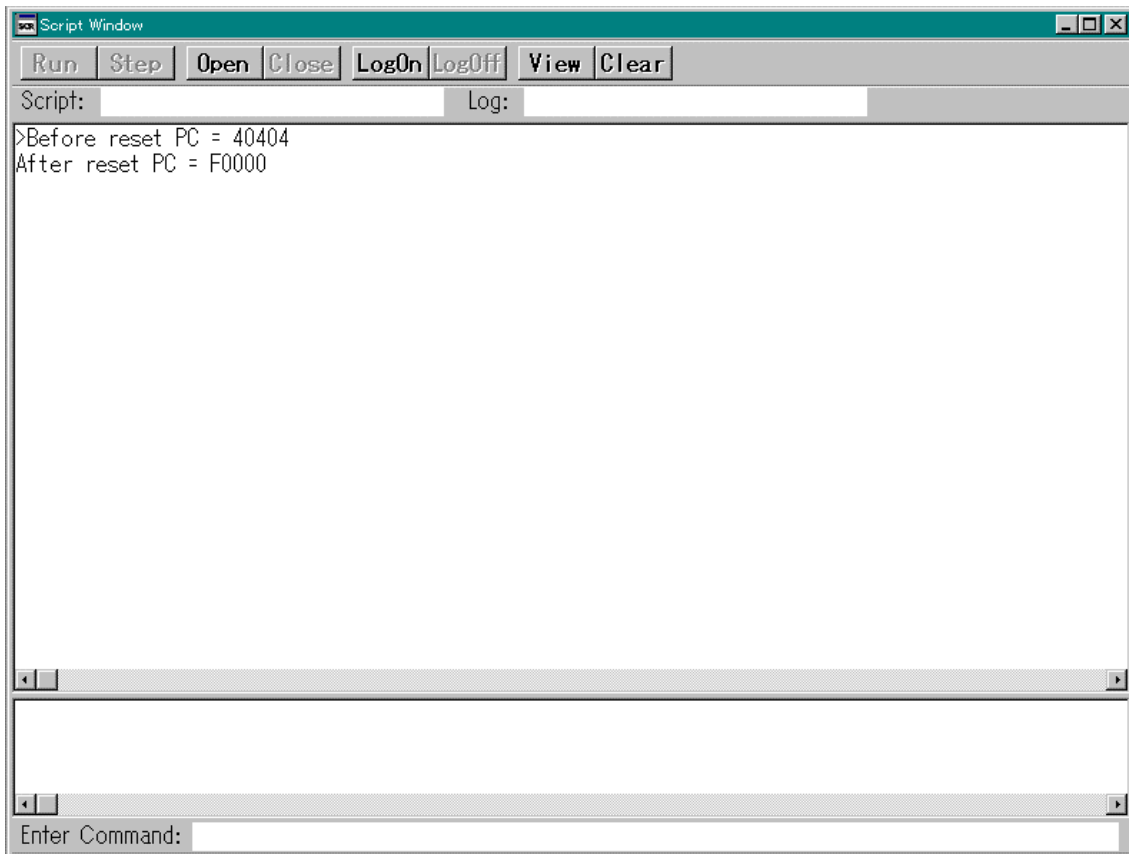 SCR Script Window
Run Step Open Close LogOn LogOff View Clear
Script: Log:
>Before reset PC = 40404
After reset PC = F0000
Enter Command: